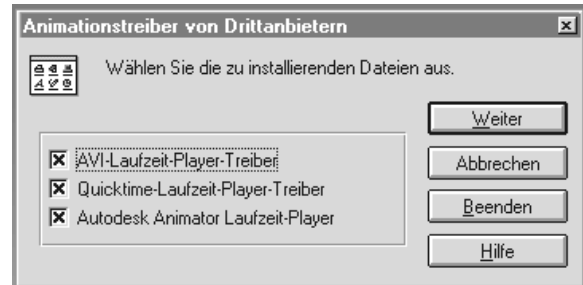 Animationstreiber von Drittanbietern
Wählen Sie die zu installierenden Dateien aus.
Weiter
AVI-Laufzeit-Player-Treiber
Abbrechen
Quicktime-Laufzeit-Player-Treiber
Autodesk Animator Laufzeit-Player
Beenden
Hilfe